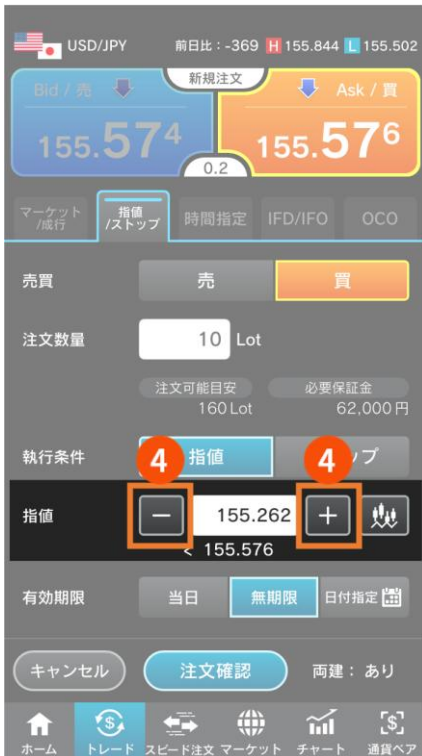 USD/JPY 前日比：-369 H 155.844 L 155.502
新規注文
Bid / 売 Ask / 買
155.574 155.576
0.2
マーケット/成行 指値/ストップ 時間指定 IFD/IFO OCO
売買 売 買
注文数量 10 Lot
注文可能目安 必要保証金
160 Lot 62,000 円
執行条件 4 指値 4 ップ
指値 − 155.262 +
< 155.576
有効期限 当日 無期限 日付指定
キャンセル 注文確認 両建： あり
ホーム トレード スピード注文 マーケット チャート 通貨ペア